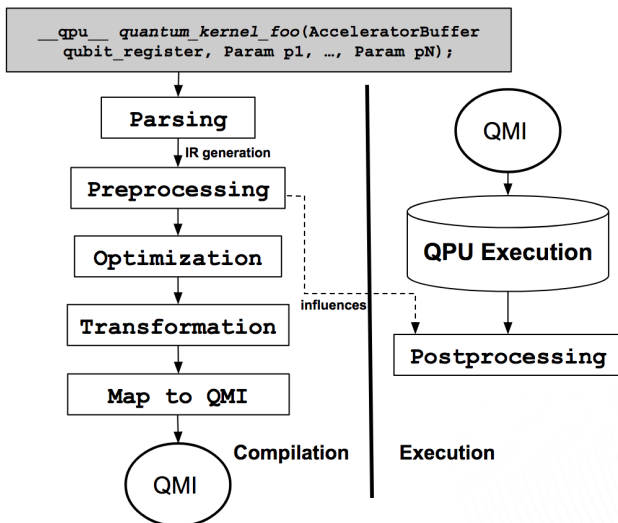 __qpu__ quantum_kernel_foo(AcceleratorBuffer
qubit_register, Param p1, …, Param pN);
Parsing
IR generation
Preprocessing
Optimization
Transformation
Map to QMI
QMI
Compilation
influences
QMI
QPU Execution
Postprocessing
Execution